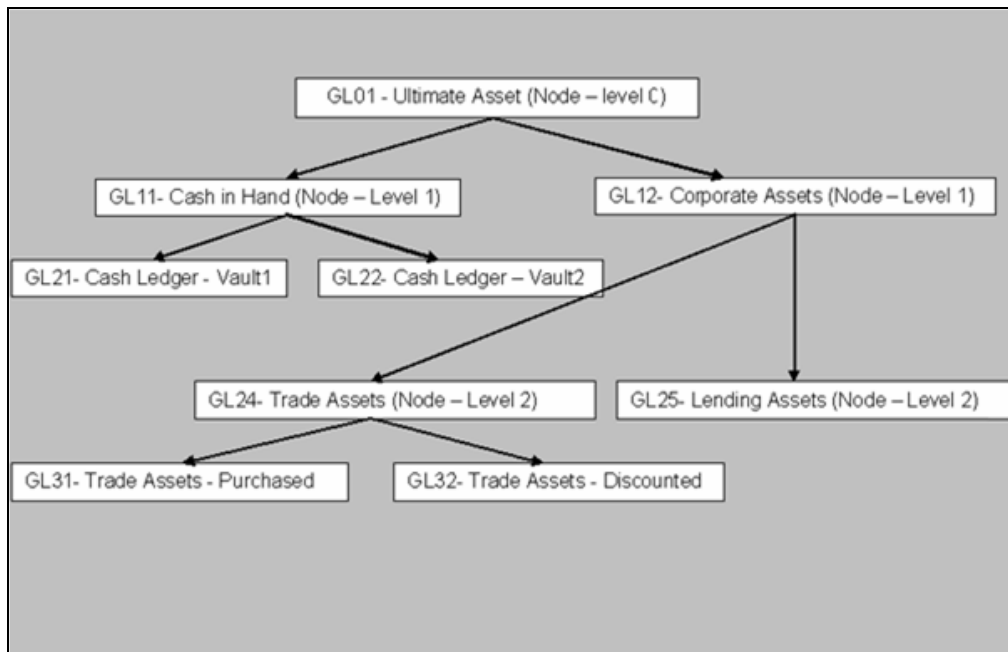 GL01 - Ultimate Asset (Node – level 0)
GL11- Cash in Hand (Node – Level 1)
GL12- Corporate Assets (Node – Level 1)
GL21- Cash Ledger - Vault1
GL22- Cash Ledger – Vault2
GL24- Trade Assets (Node – Level 2)
GL25- Lending Assets (Node – Level 2)
GL31- Trade Assets - Purchased
GL32- Trade Assets - Discounted